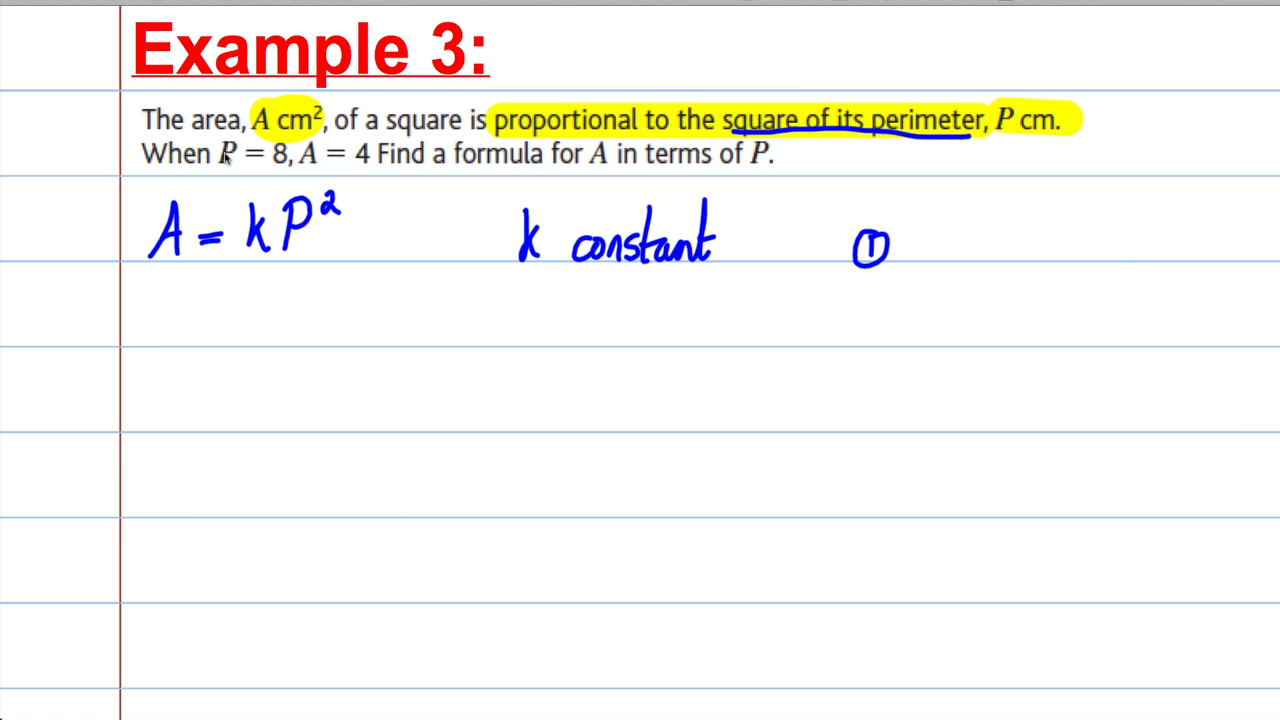 Example 3:
The area, A cm², of a square is proportional to the square of its perimeter, P cm.
When P = 8, A = 4 Find a formula for A in terms of P.
A = kP² k constant ①